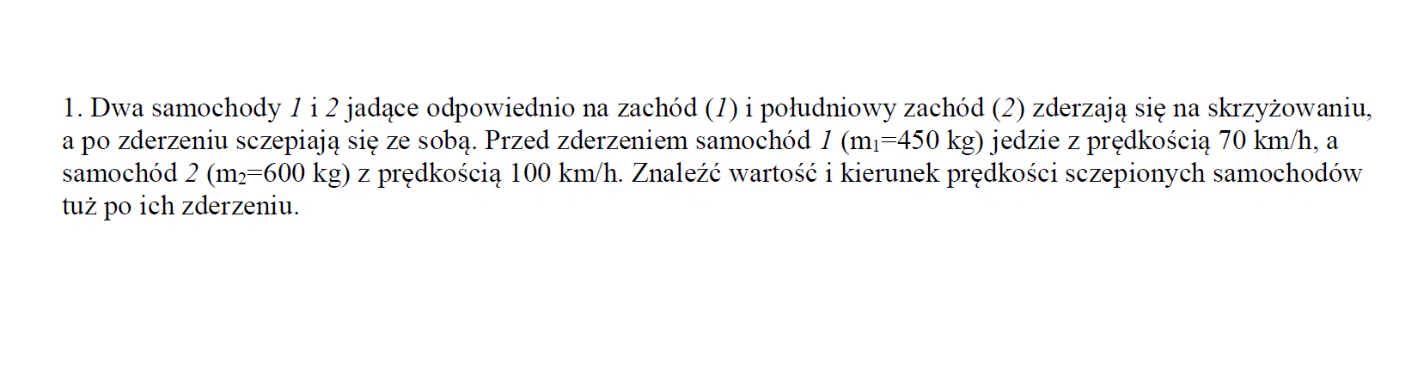 1. Dwa samochody 1 i 2 jadące odpowiednio na zachód (1) i południowy zachód (2) zderzają się na skrzyżowaniu,
a po zderzeniu sczepiają się ze sobą. Przed zderzeniem samochód 1 (m₁=450 kg) jedzie z prędkością 70 km/h, a
samochód 2 (m₂=600 kg) z prędkością 100 km/h. Znaleźć wartość i kierunek prędkości sczepionych samochodów
tuż po ich zderzeniu.